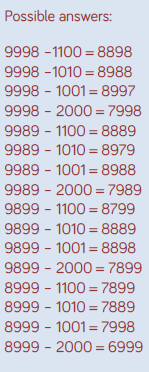 Possible answers:
9998 –1100 = 8898
9998 –1010 = 8988
9998 - 1001 = 8997
9998 - 2000 = 7998
9989 - 1100 = 8889
9989 - 1010 = 8979
9989 - 1001 = 8988
9989 - 2000 = 7989
9899 - 1100 = 8799
9899 - 1010 = 8889
9899 - 1001 = 8898
9899 - 2000 = 7899
8999 - 1100 = 7899
8999 - 1010 = 7889
8999 - 1001 = 7998
8999 - 2000 = 6999